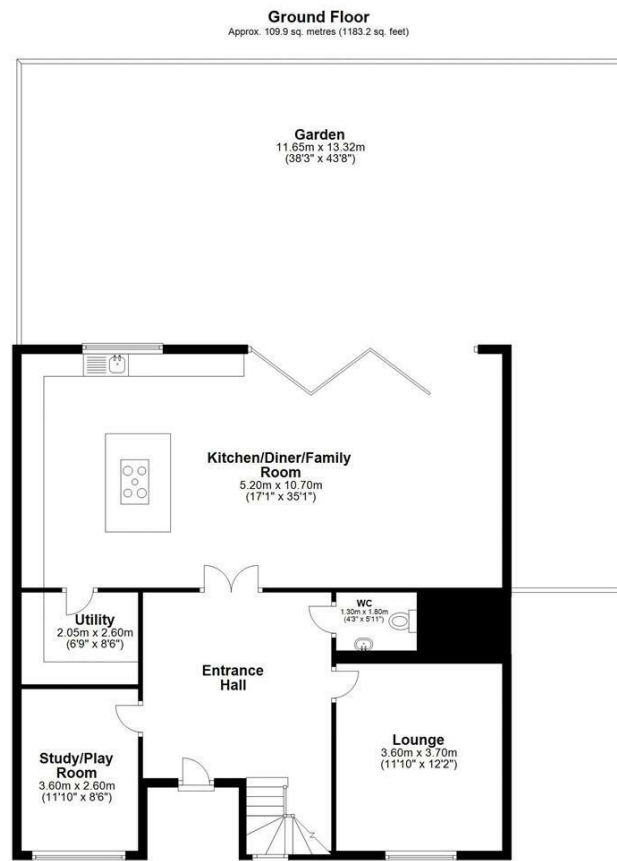 Ground Floor
Approx. 109.9 sq. metres (1183.2 sq. feet)
Garden
11.65m x 13.32m
(38'3" x 43'8")
Kitchen/Diner/Family
Room
5.20m x 10.70m
(17'1" x 35'1")
Utility
2.05m x 2.60m
(6'9" x 8'6")
WC
1.30m x 1.80m
(4'3" x 5'11")
Entrance
Hall
Study/Play
Room
3.60m x 2.60m
(11'10" x 8'6")
Lounge
3.60m x 3.70m
(11'10" x 12'2")